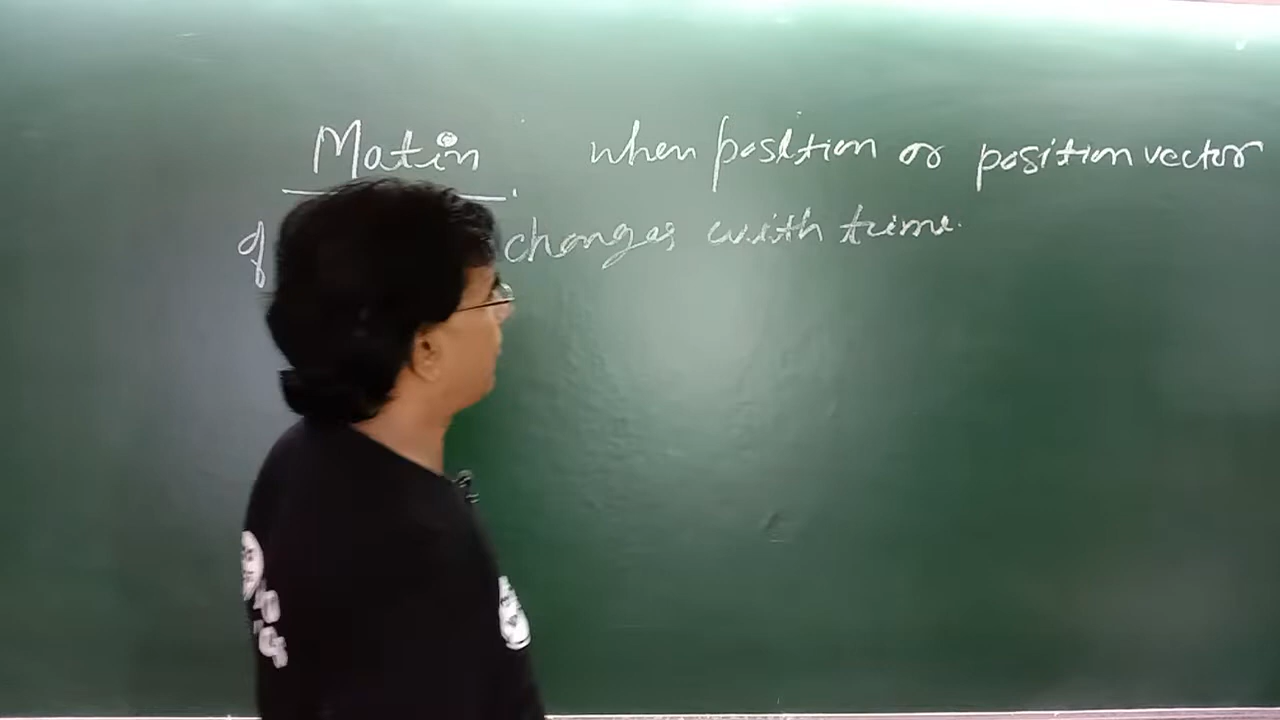 Motion when position or position vector
of changes with time.